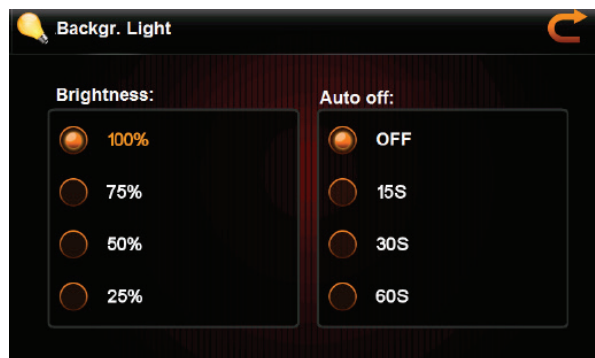 Backgr. Light
Brightness:
100%
75%
50%
25%
Auto off:
OFF
15S
30S
60S